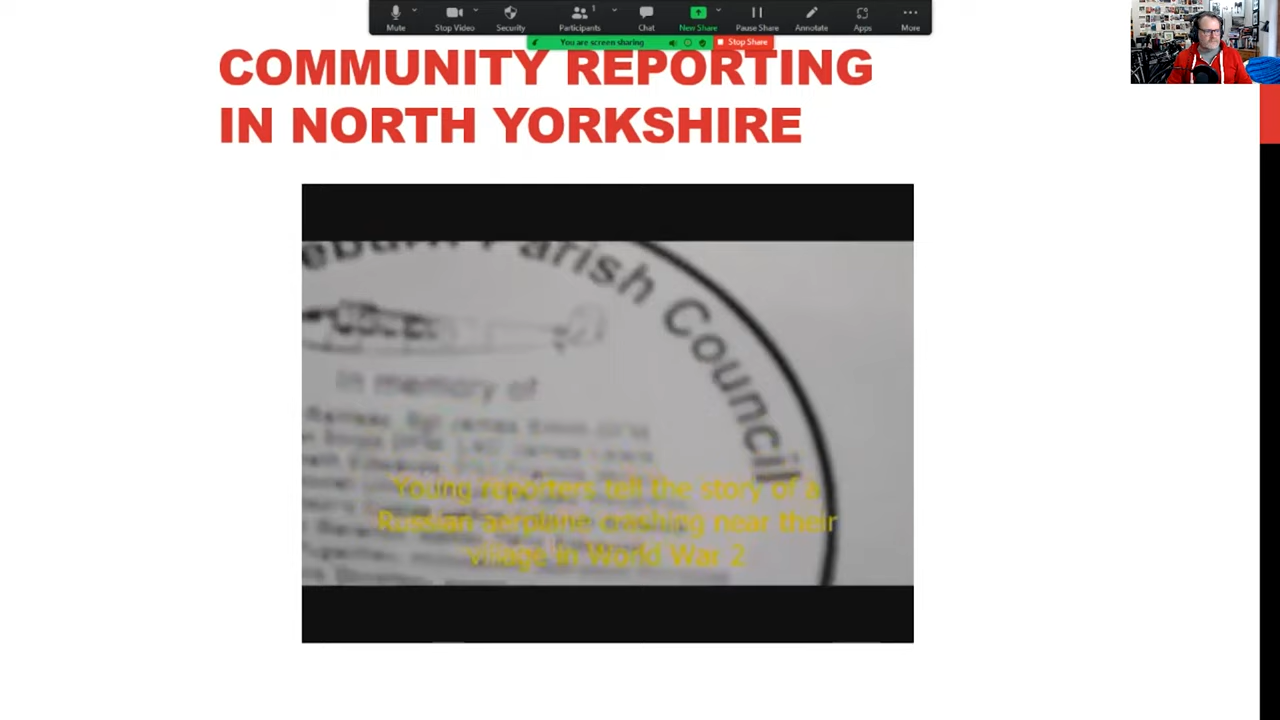 Mute
Stop Video
Security
Participants
1
Chat
New Share
Pause Share
Annotate
Apps
More
You are screen sharing
Stop Share
COMMUNITY REPORTING
IN NORTH YORKSHIRE
Parish Council
In memory of
Young reporters tell the story of a
Russian aeroplane crashing near their
village in World War 2